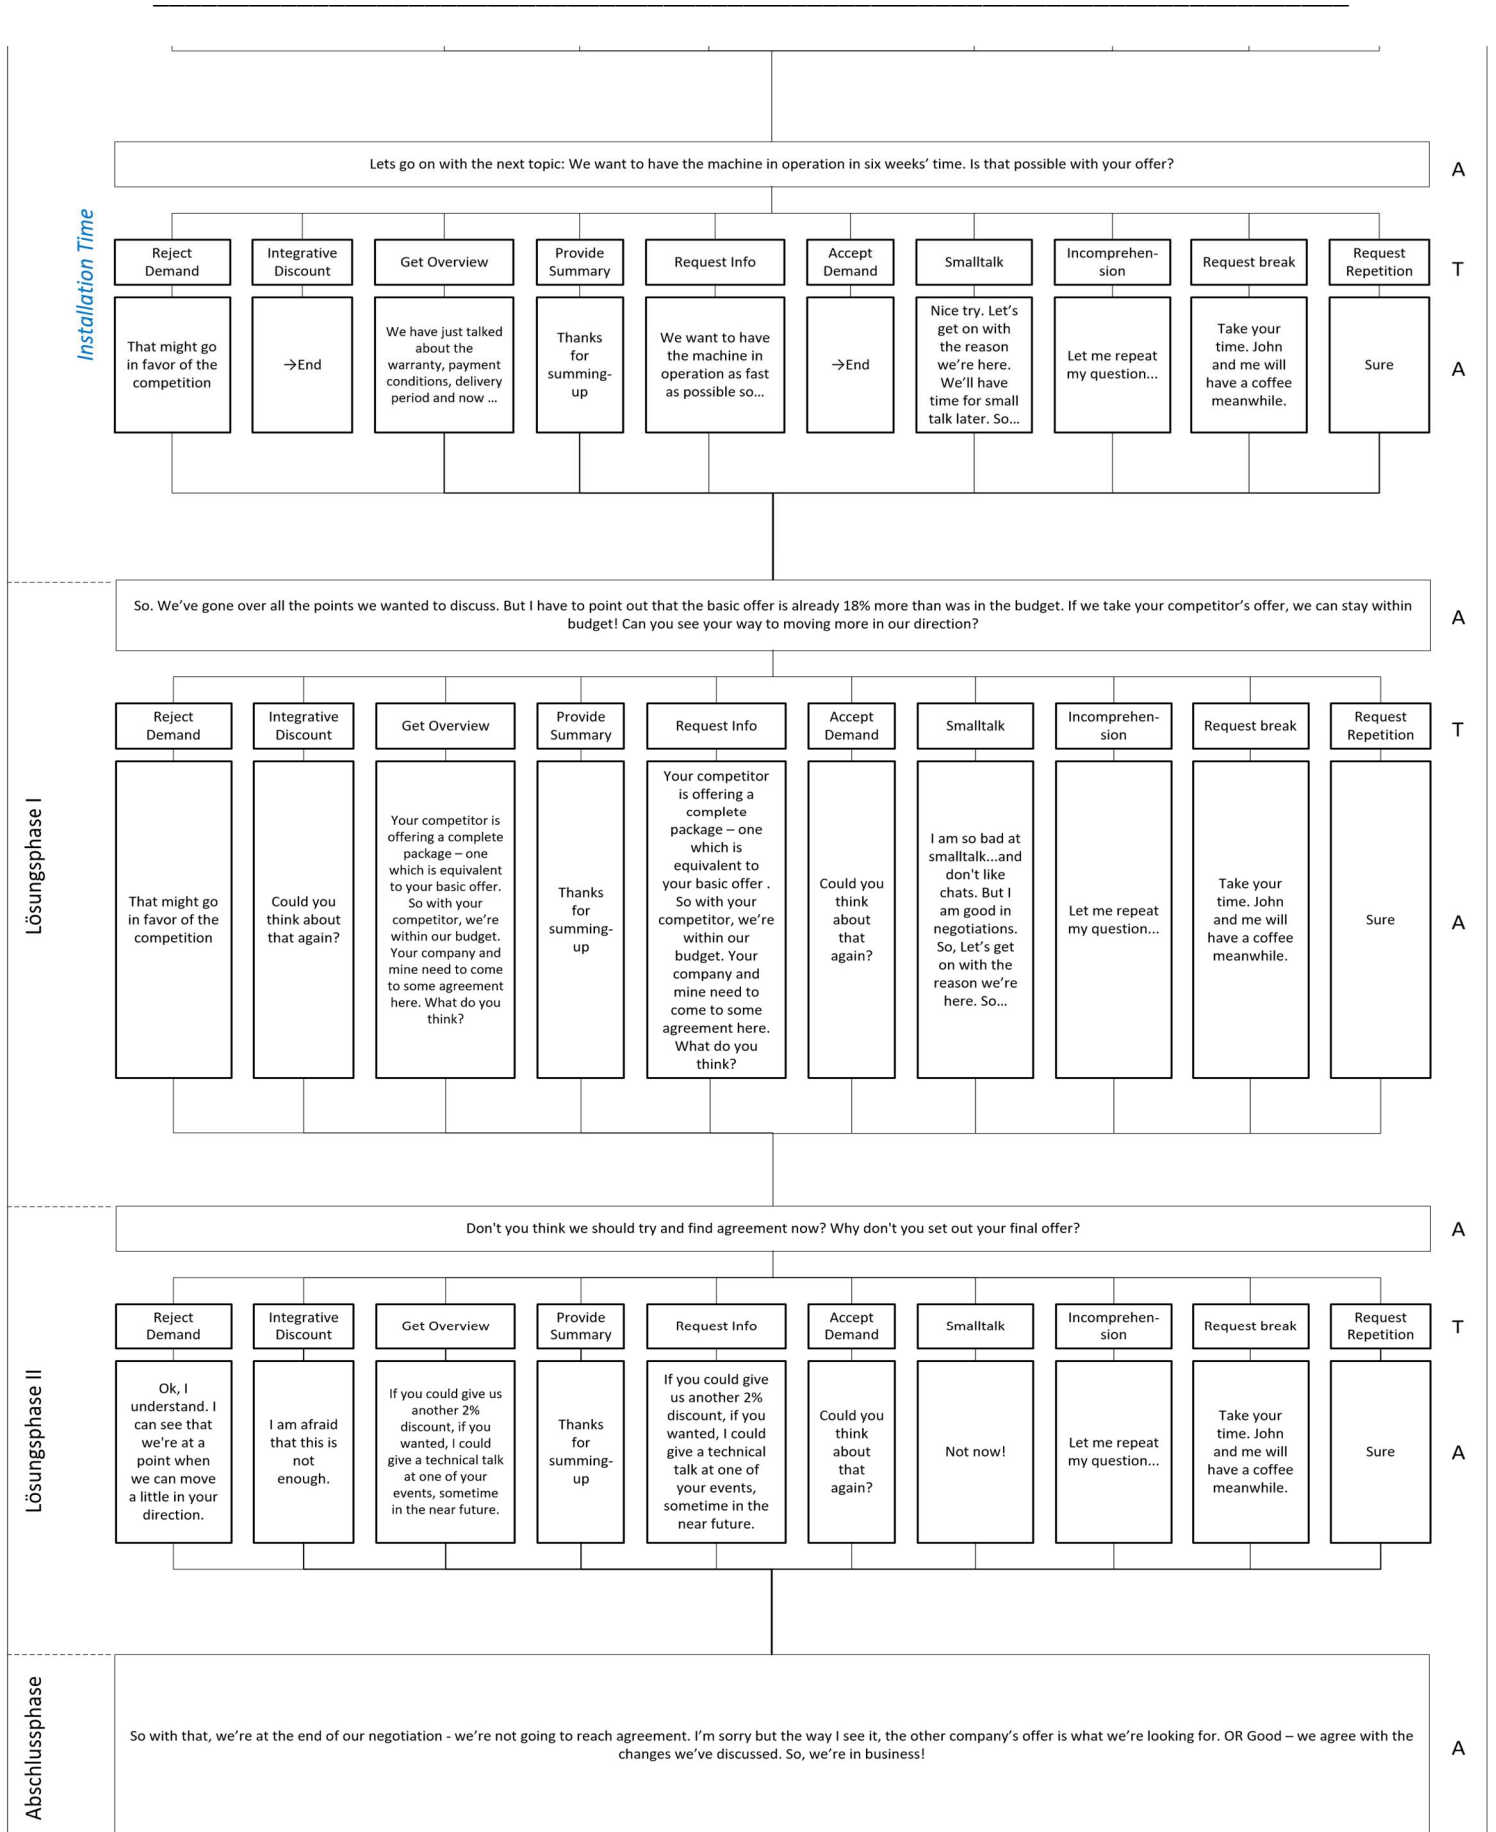 Lets go on with the next topic: We want to have the machine in operation in six weeks’ time. Is that possible with your offer?
A
Installation Time
Reject
Demand
Integrative
Discount
Get Overview
Provide
Summary
Request Info
Accept
Demand
Smalltalk
Incomprehen-
sion
Request break
Request
Repetition
T
That might go
in favor of the
competition
→End
We have just talked
about the
warranty, payment
conditions, delivery
period and now ...
Thanks
for
summing-
up
We want to have
the machine in
operation as fast
as possible so...
→End
Nice try. Let’s
get on with
the reason
we’re here.
We’ll have
time for small
talk later. So...
Let me repeat
my question...
Take your
time. John
and me will
have a coffee
meanwhile.
Sure
A
Lösungsphase I
So. We’ve gone over all the points we wanted to discuss. But I have to point out that the basic offer is already 18% more than was in the budget. If we take your competitor’s offer, we can stay within
budget! Can you see your way to moving more in our direction?
A
Reject
Demand
Integrative
Discount
Get Overview
Provide
Summary
Request Info
Accept
Demand
Smalltalk
Incomprehen-
sion
Request break
Request
Repetition
T
That might go
in favor of the
competition
Could you
think about
that again?
Your competitor is
offering a complete
package – one
which is equivalent
to your basic offer.
So with your
competitor, we’re
within our budget.
Your company and
mine need to come
to some agreement
here. What do you
think?
Thanks
for
summing-
up
Your competitor
is offering a
complete
package – one
which is
equivalent to
your basic offer .
So with your
competitor, we’re
within our
budget. Your
company and
mine need to
come to some
agreement here.
What do you
think?
Could you
think
about
that
again?
I am so bad at
smalltalk...and
don't like
chats. But I
am good in
negotiations.
So, Let’s get
on with the
reason we’re
here. So...
Let me repeat
my question...
Take your
time. John
and me will
have a coffee
meanwhile.
Sure
A
Lösungsphase II
Don't you think we should try and find agreement now? Why don't you set out your final offer?
A
Reject
Demand
Integrative
Discount
Get Overview
Provide
Summary
Request Info
Accept
Demand
Smalltalk
Incomprehen-
sion
Request break
Request
Repetition
T
Ok, I
understand. I
can see that
we're at a
point when
we can move
a little in your
direction.
I am afraid
that this is
not
enough.
If you could give us
another 2%
discount, if you
wanted, I could
give a technical talk
at one of your
events, sometime
in the near future.
Thanks
for
summing-
up
If you could give
us another 2%
discount, if you
wanted, I could
give a technical
talk at one of
your events,
sometime in the
near future.
Could you
think
about
that
again?
Not now!
Let me repeat
my question...
Take your
time. John
and me will
have a coffee
meanwhile.
Sure
A
Abschlussphase
So with that, we’re at the end of our negotiation - we’re not going to reach agreement. I’m sorry but the way I see it, the other company’s offer is what we’re looking for. OR Good – we agree with the
changes we’ve discussed. So, we’re in business!
A